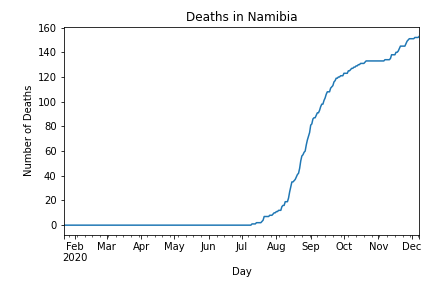 Deaths in Namibia
160
140
120
100
80
60
40
20
0
Number of Deaths
Feb Mar Apr May Jun Jul Aug Sep Oct Nov Dec
2020
Day